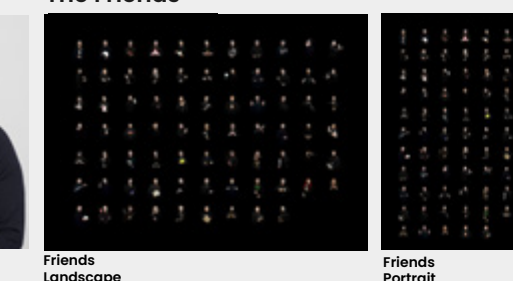 The Friends
Friends
Landscape
Friends
Portrait